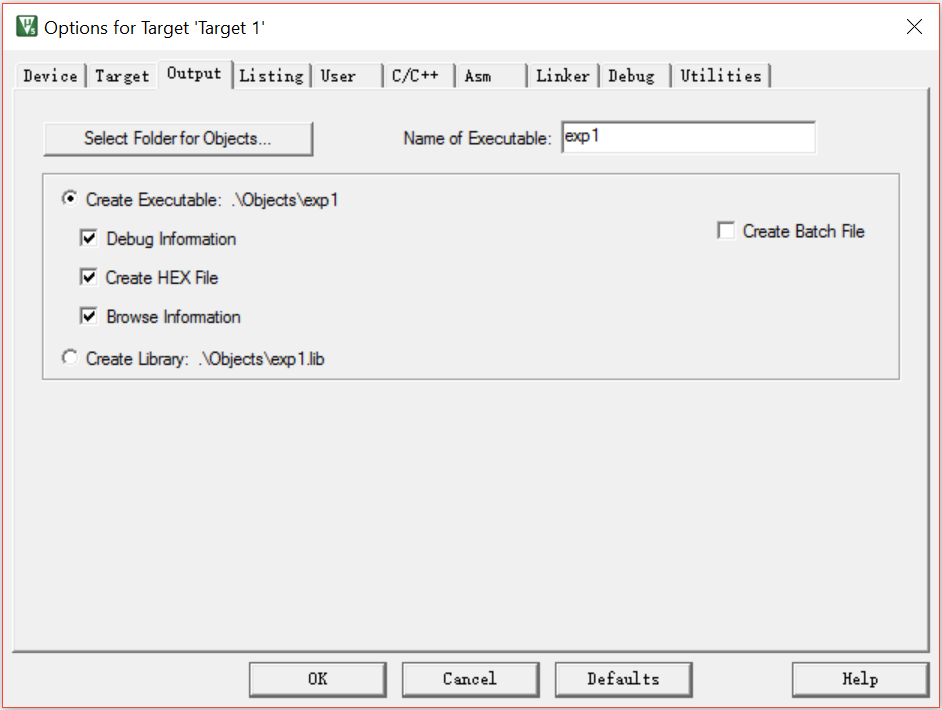 Options for Target 'Target 1'
Device Target Output Listing User C/C++ Asm Linker Debug Utilities
Select Folder for Objects... Name of Executable: exp1
Create Executable: .\Objects\exp1
Debug Information
Create Batch File
Create HEX File
Browse Information
Create Library: .\Objects\exp1.lib
OK Cancel Defaults Help